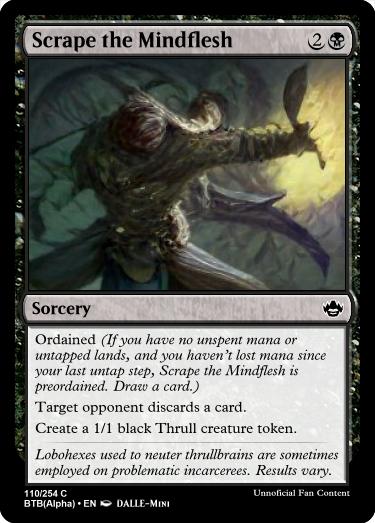 Scrape the Mindflesh 2
Sorcery
Ordained (If you have no unspent mana or
untapped lands, and you haven't lost mana since
your last untap step, Scrape the Mindflesh is
preordained. Draw a card.)
Target opponent discards a card.
Create a 1/1 black Thrull creature token.
Lobohexes used to neuter thrullbrains are sometimes
employed on problematic incarcerees. Results vary.
110/254 C
BTB(Alpha) • EN DALLE-MINI
Unofficial Fan Content